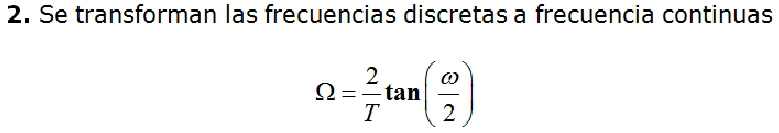 2. Se transforman las frecuencias discretas a frecuencia continuas
Ω = 2/T tan(ω/2)